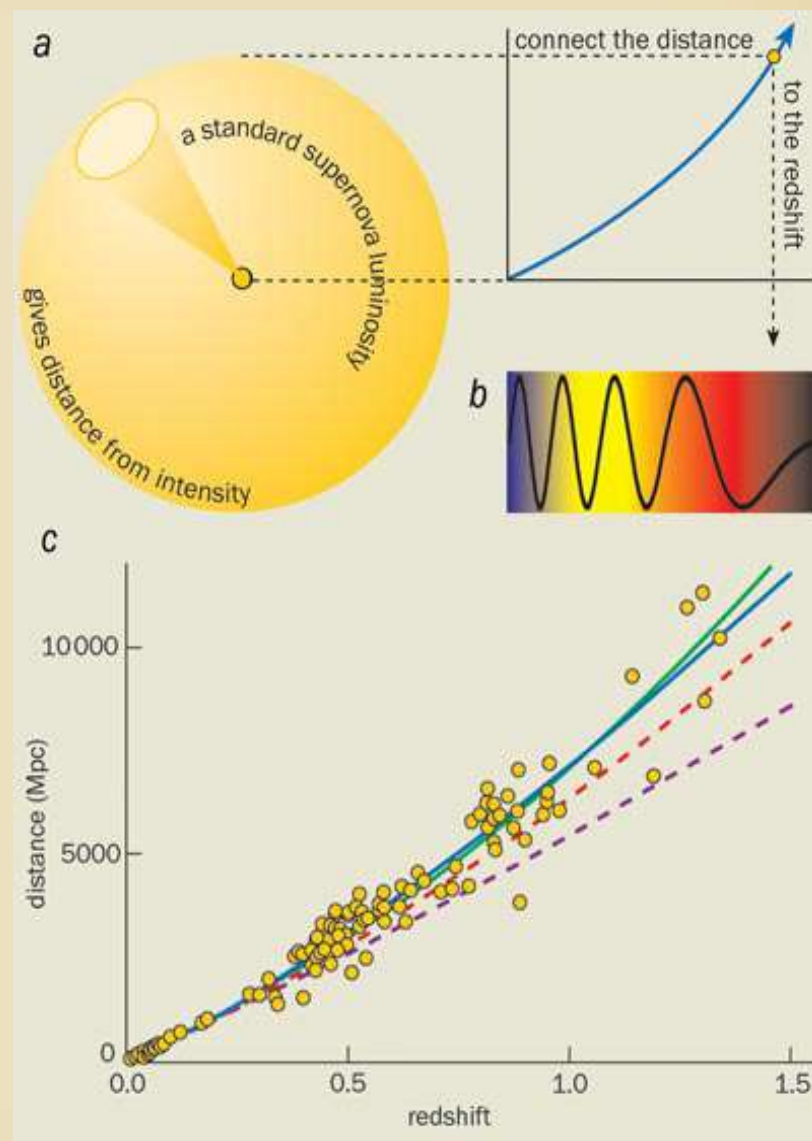 a
a standard supernova luminosity
gives distance from intensity
connect the distance
to the redshift
b
c
distance (Mpc)
10000
5000
0
0.0
0.5
1.0
1.5
redshift